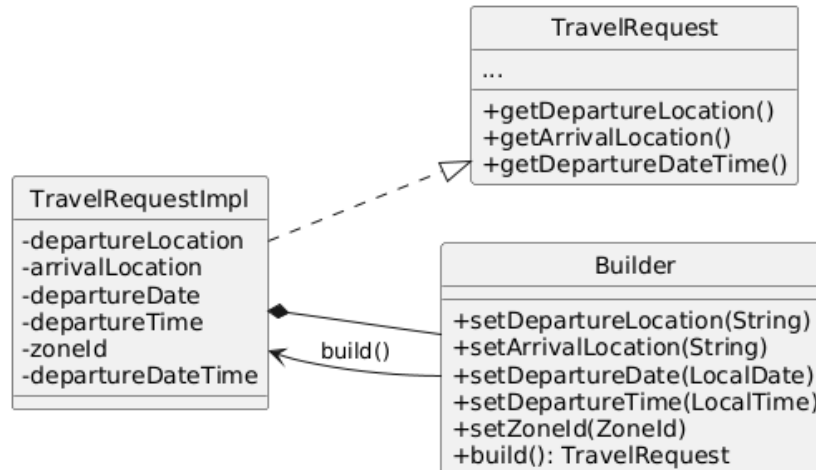 TravelRequest
...
+getDepartureLocation()
+getArrivalLocation()
+getDepartureDateTime()
TravelRequestImpl
-departureLocation
-arrivalLocation
-departureDate
-departureTime
-zoneId
-departureDateTime
build()
Builder
+setDepartureLocation(String)
+setArrivalLocation(String)
+setDepartureDate(LocalDate)
+setDepartureTime(LocalTime)
+setZoneId(ZoneId)
+build(): TravelRequest